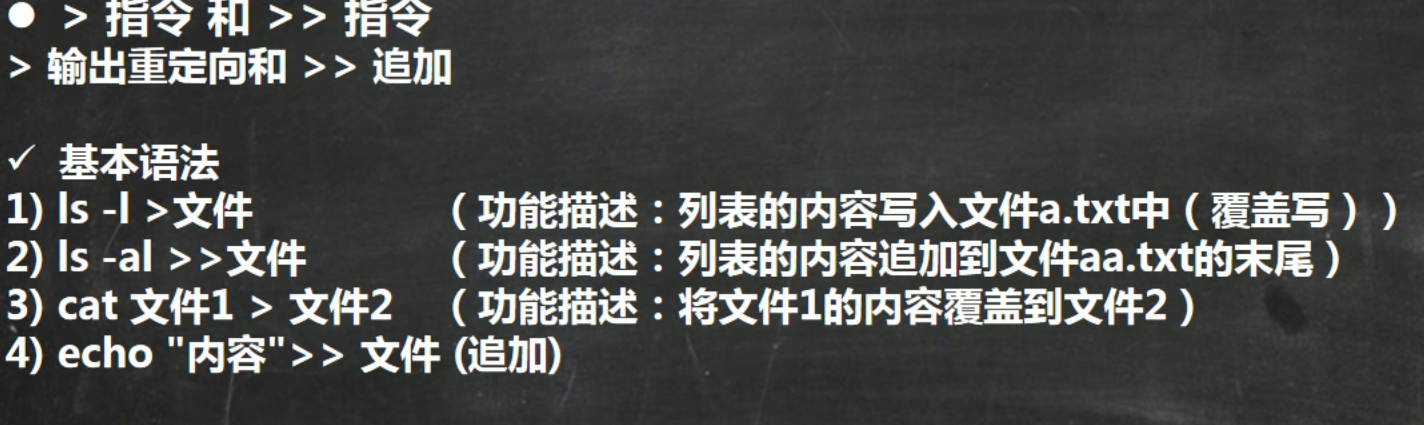 ● > 指令 和 >> 指令
> 输出重定向和 >> 追加
✓ 基本语法
1) ls -l >文件 （功能描述：列表的内容写入文件a.txt中（覆盖写））
2) ls -al >>文件 （功能描述：列表的内容追加到文件aa.txt的末尾）
3) cat 文件1 > 文件2 （功能描述：将文件1的内容覆盖到文件2）
4) echo "内容">> 文件 (追加)